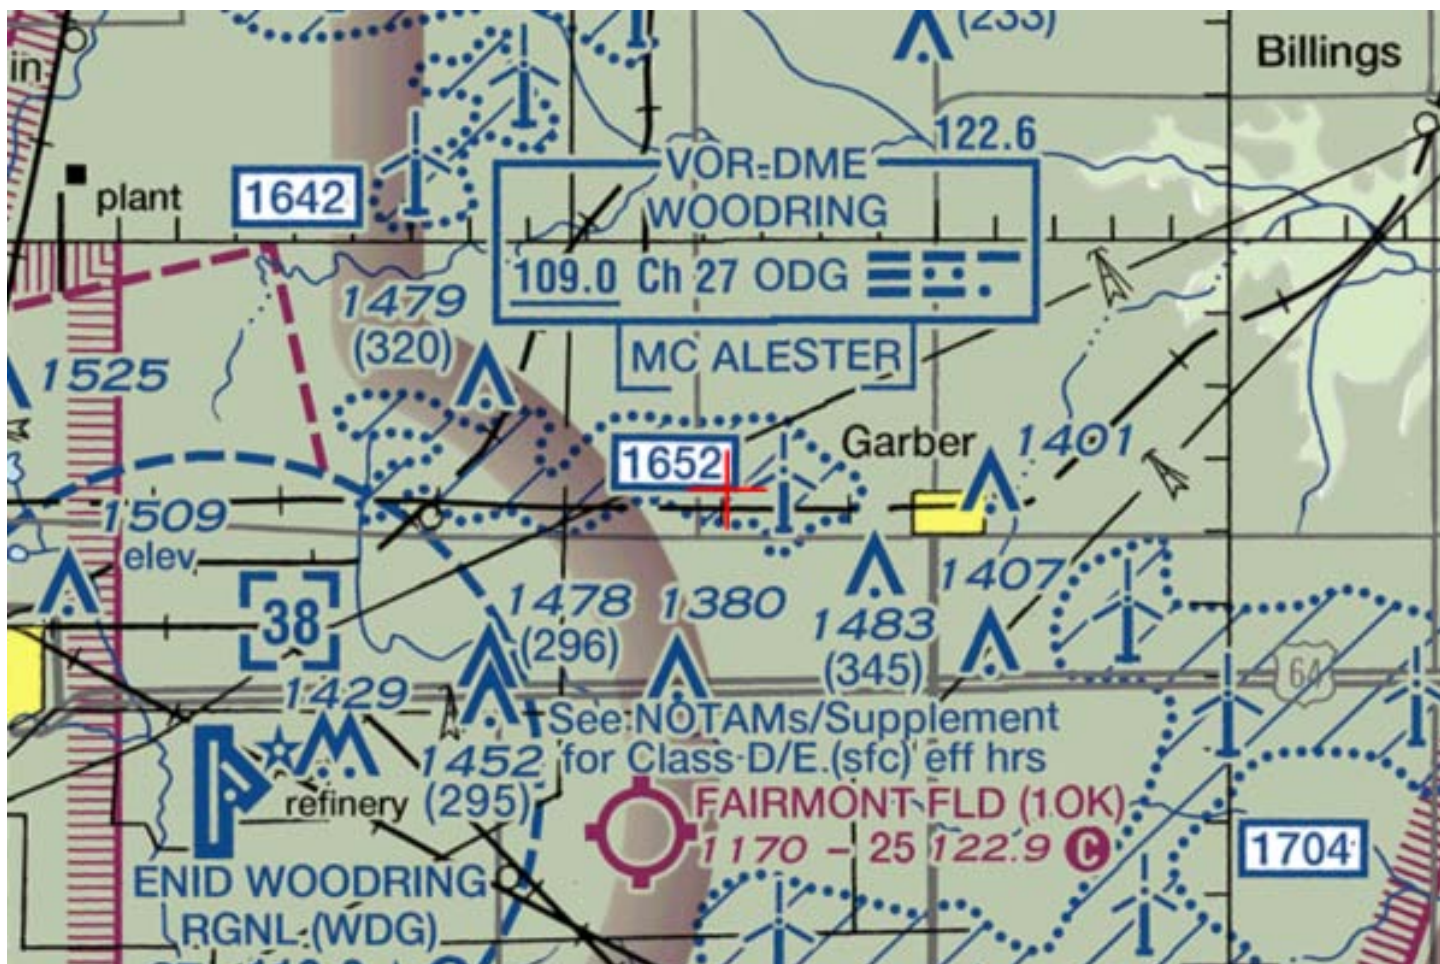 (233)
Billings
in
122.6
VOR-DME
plant
1642
WOODRING
109.0 Ch 27 ODG
1479
(320)
MC ALESTER
1525
Garber
1401
1652
1509
elev
1407
38
1478
(296)
1380
1483
(345)
64
1429
See NOTAMs/Supplement
for Class D/E (sfc) eff hrs
1452
(295)
refinery
FAIRMONT FLD (1OK)
1170 - 25 122.9 C
1704
ENID WOODRING
RGNL (WDG)